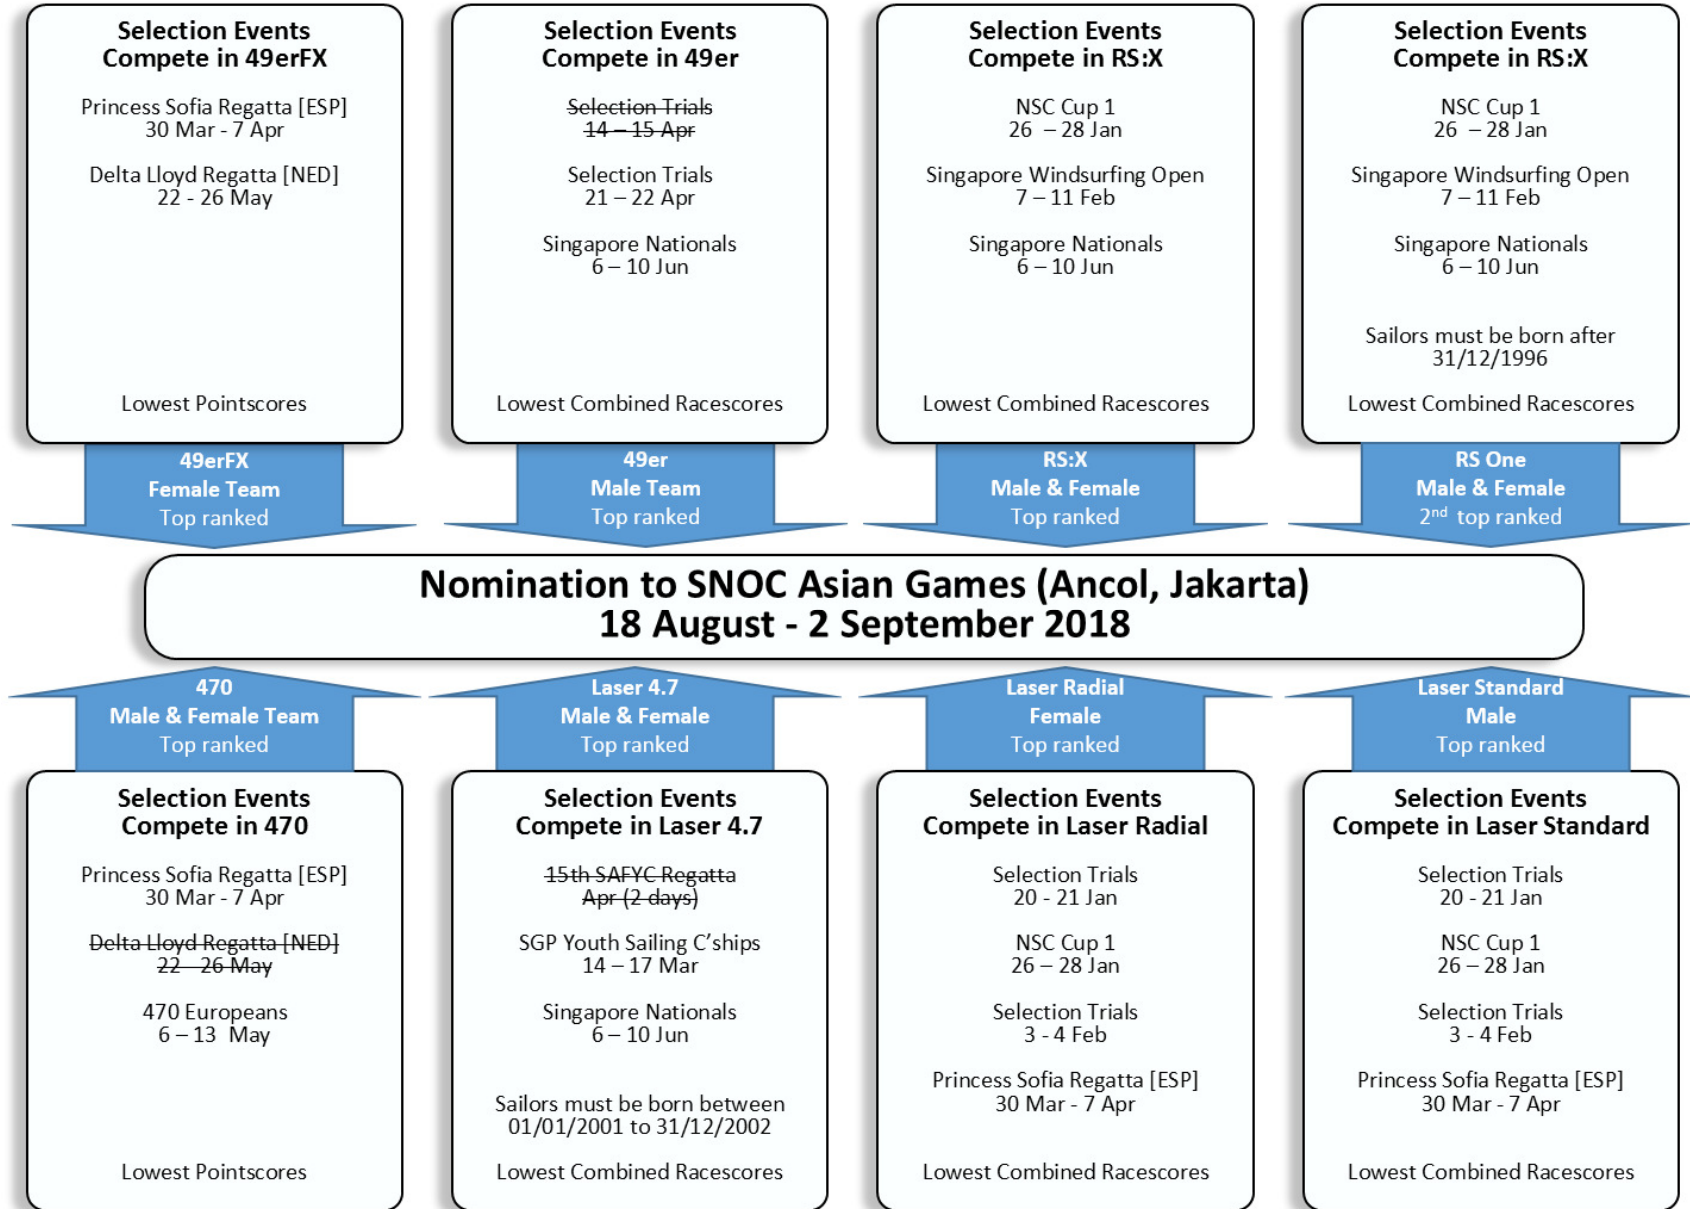 Selection Events
Compete in 49erFX
Princess Sofia Regatta [ESP]
30 Mar - 7 Apr
Delta Lloyd Regatta [NED]
22 - 26 May
Lowest Pointscores
49erFX
Female Team
Top ranked
Selection Events
Compete in 49er
Selection Trials
14 – 15 Apr
Selection Trials
21 – 22 Apr
Singapore Nationals
6 – 10 Jun
Lowest Combined Racescores
49er
Male Team
Top ranked
Selection Events
Compete in RS:X
NSC Cup 1
26 – 28 Jan
Singapore Windsurfing Open
7 – 11 Feb
Singapore Nationals
6 – 10 Jun
Lowest Combined Racescores
RS:X
Male & Female
Top ranked
Selection Events
Compete in RS:X
NSC Cup 1
26 – 28 Jan
Singapore Windsurfing Open
7 – 11 Feb
Singapore Nationals
6 – 10 Jun
Sailors must be born after
31/12/1996
Lowest Combined Racescores
RS One
Male & Female
2nd top ranked
Nomination to SNOC Asian Games (Ancol, Jakarta)
18 August - 2 September 2018
470
Male & Female Team
Top ranked
Selection Events
Compete in 470
Princess Sofia Regatta [ESP]
30 Mar - 7 Apr
Delta Lloyd Regatta [NED]
22 - 26 May
470 Europeans
6 – 13 May
Lowest Pointscores
Laser 4.7
Male & Female
Top ranked
Selection Events
Compete in Laser 4.7
15th SAFYC Regatta
Apr (2 days)
SGP Youth Sailing C'ships
14 – 17 Mar
Singapore Nationals
6 – 10 Jun
Sailors must be born between
01/01/2001 to 31/12/2002
Lowest Combined Racescores
Laser Radial
Female
Top ranked
Selection Events
Compete in Laser Radial
Selection Trials
20 - 21 Jan
NSC Cup 1
26 – 28 Jan
Selection Trials
3 - 4 Feb
Princess Sofia Regatta [ESP]
30 Mar - 7 Apr
Lowest Combined Racescores
Laser Standard
Male
Top ranked
Selection Events
Compete in Laser Standard
Selection Trials
20 - 21 Jan
NSC Cup 1
26 – 28 Jan
Selection Trials
3 - 4 Feb
Princess Sofia Regatta [ESP]
30 Mar - 7 Apr
Lowest Combined Racescores